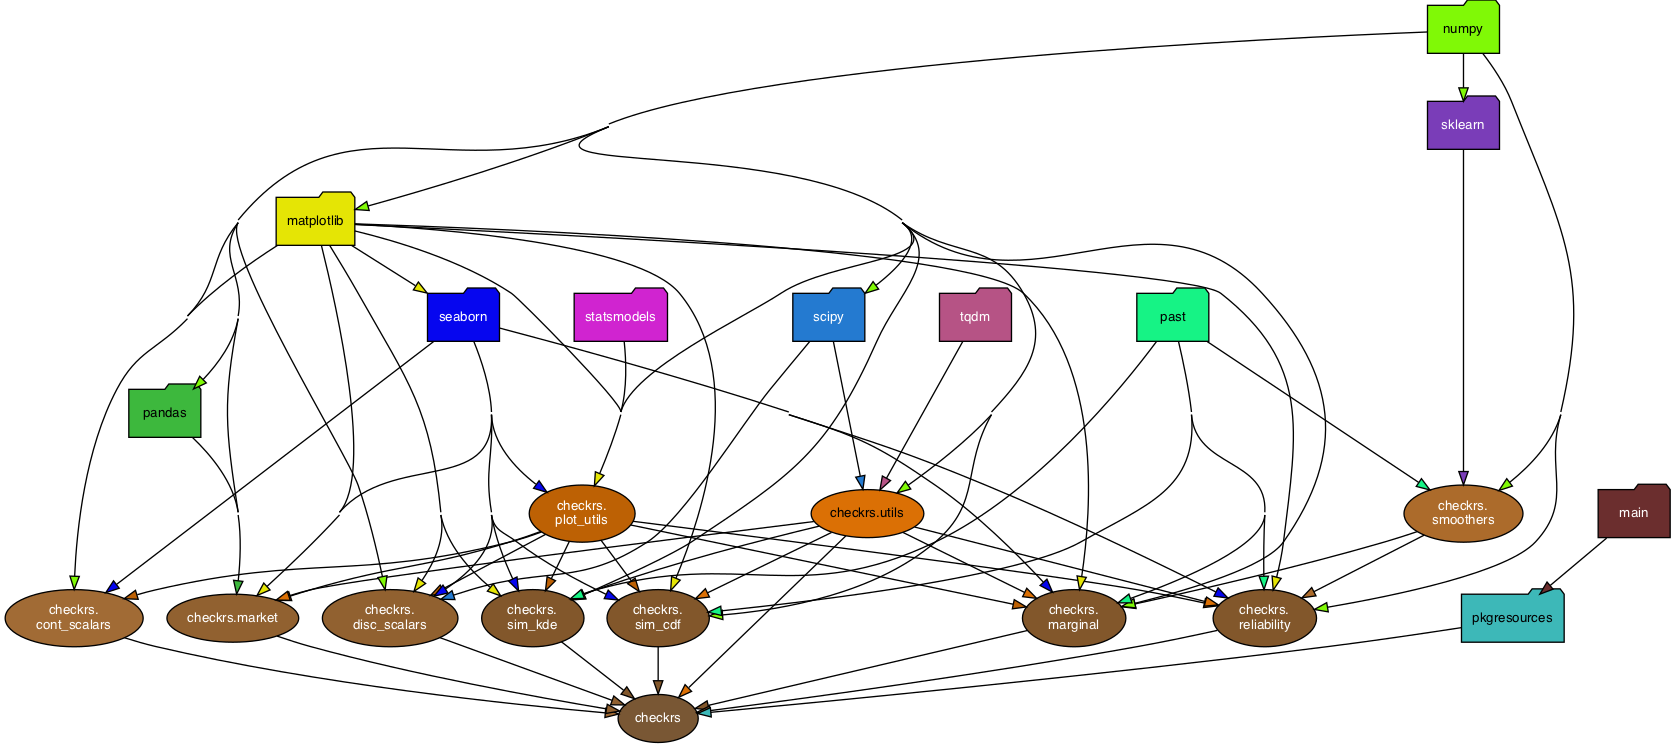 numpy
sklearn
matplotlib
seaborn
statsmodels
scipy
tqdm
past
pandas
checkrs.
plot_utils
checkrs.utils
checkrs.
smoothers
main
checkrs.
cont_scalars
checkrs.market
checkrs.
disc_scalars
checkrs.
sim_kde
checkrs.
sim_cdf
checkrs.
marginal
checkrs.
reliability
pkgresources
checkrs